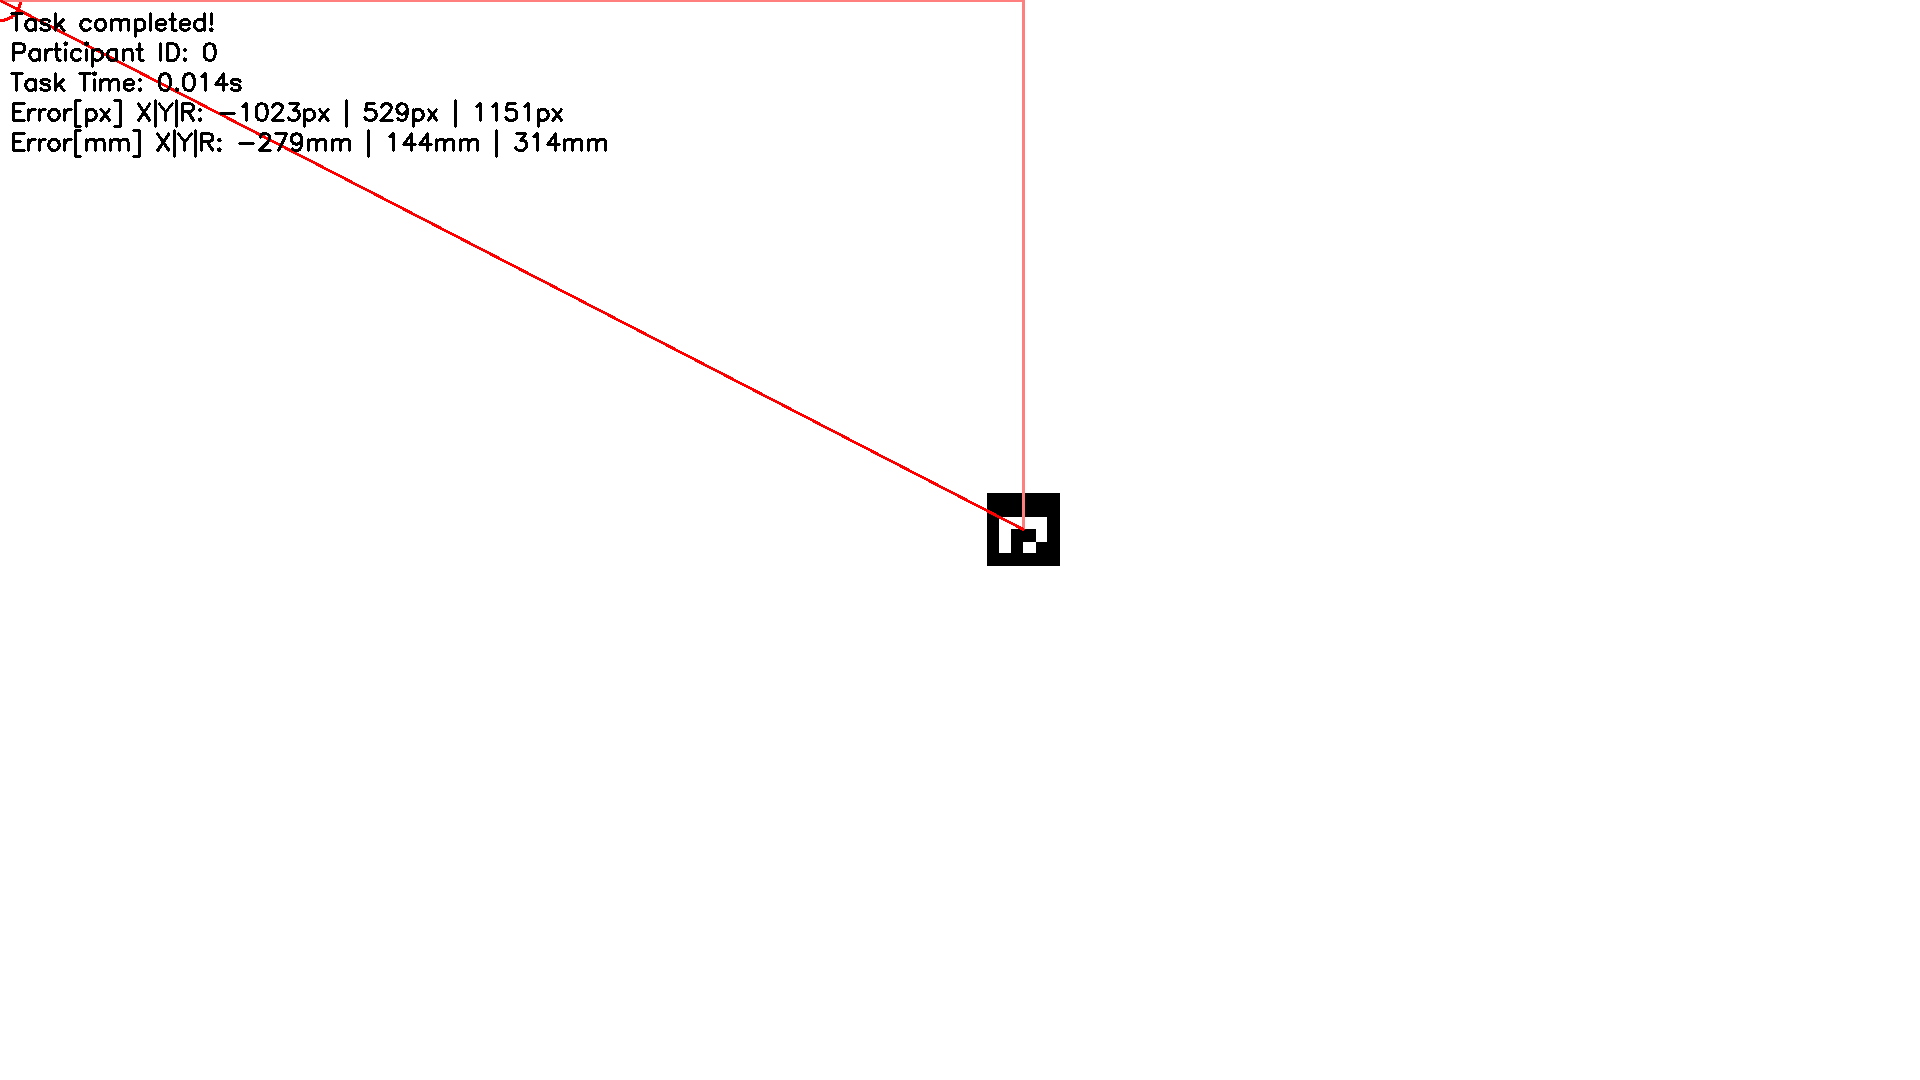 Task completed!
Participant ID: 0
Task Time: 0.014s
Error[px] X|Y|R: -1023px | 529px | 1151px
Error[mm] X|Y|R: -279mm | 144mm | 314mm